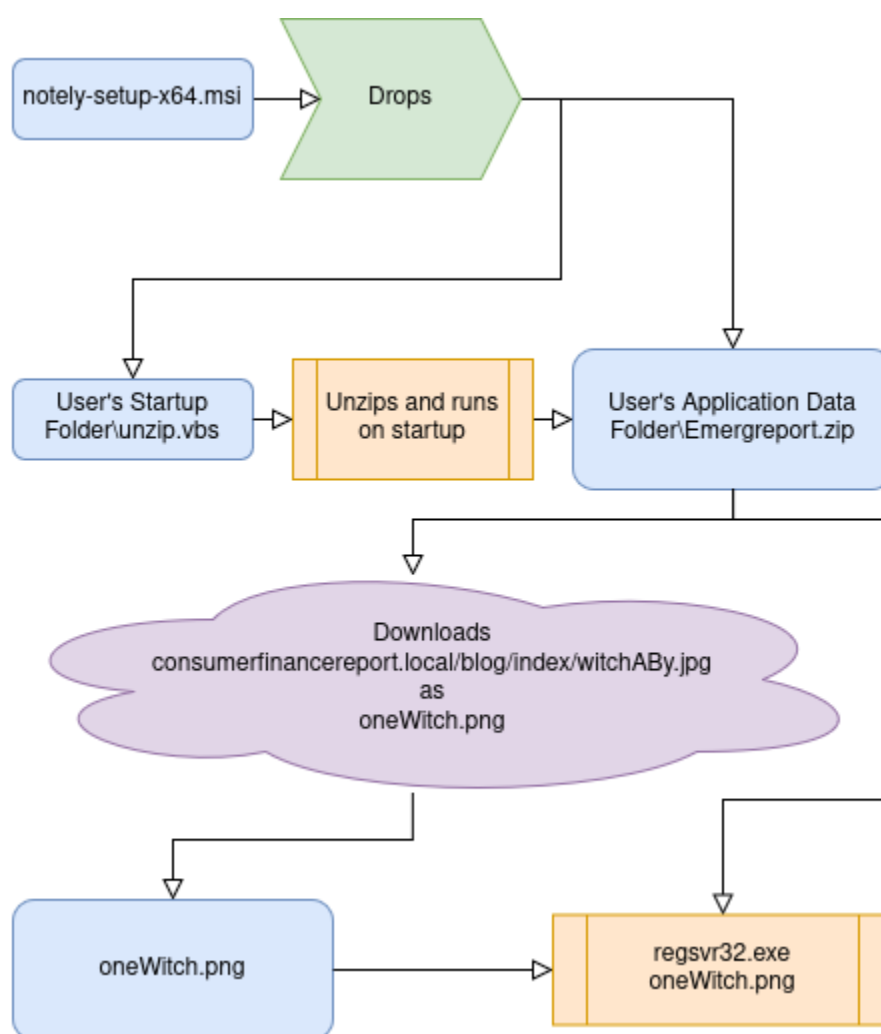 notely-setup-x64.msi
Drops
User's Startup
Folder\unzip.vbs
Unzips and runs
on startup
User's Application Data
Folder\Emergreport.zip
Downloads
consumerfinancereport.local/blog/index/witchABy.jpg
as
oneWitch.png
oneWitch.png
regsvr32.exe
oneWitch.png